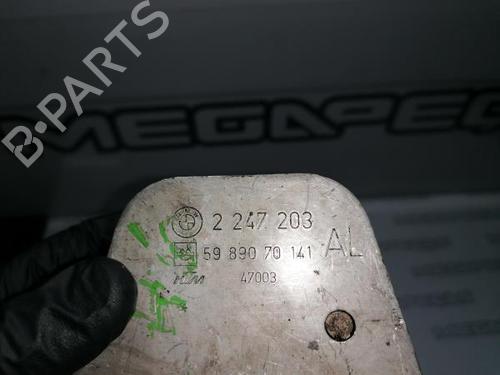 B-PARTS
MEGAPEÇ
2 247 203
59 890 70 141 AL
47003